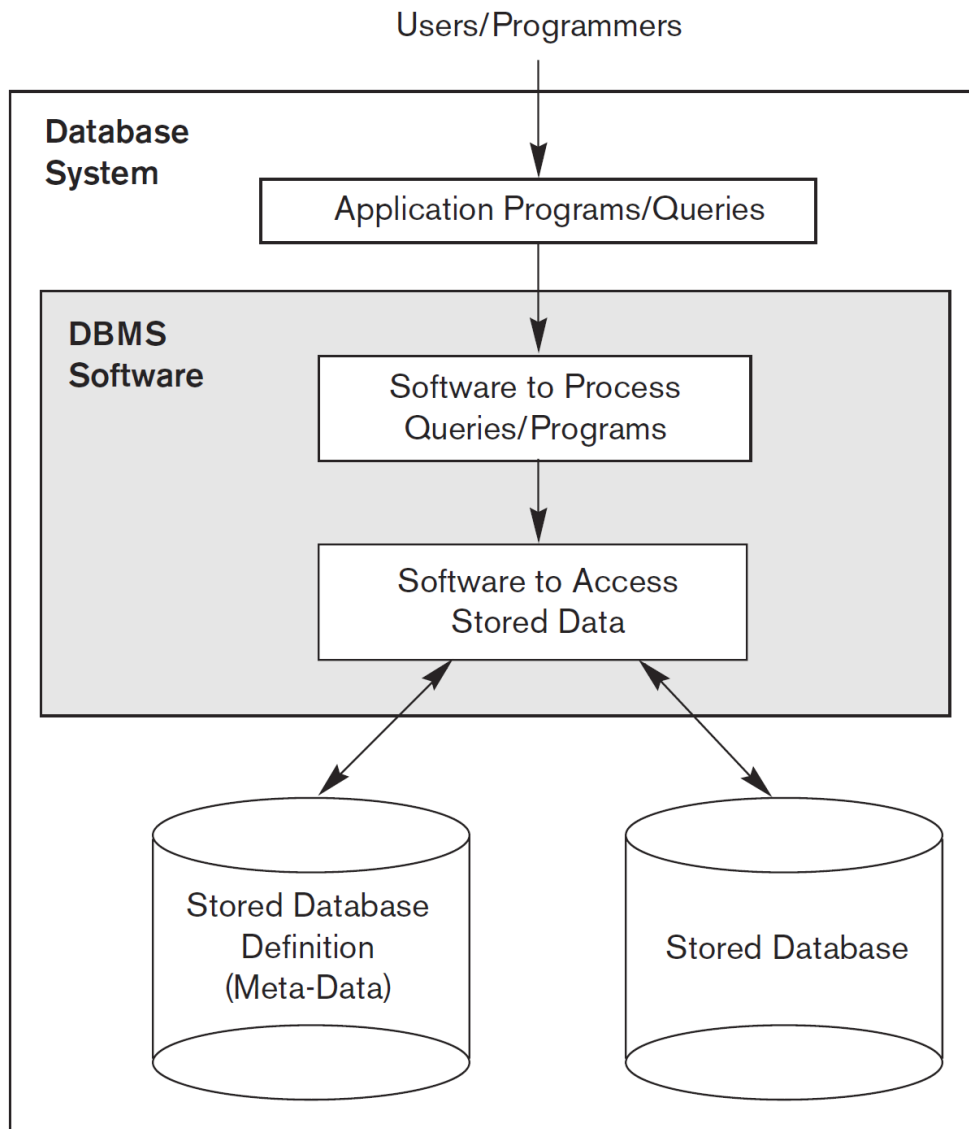 Users/Programmers
Database
System
Application Programs/Queries
DBMS
Software
Software to Process
Queries/Programs
Software to Access
Stored Data
Stored Database
Definition
(Meta-Data)
Stored Database